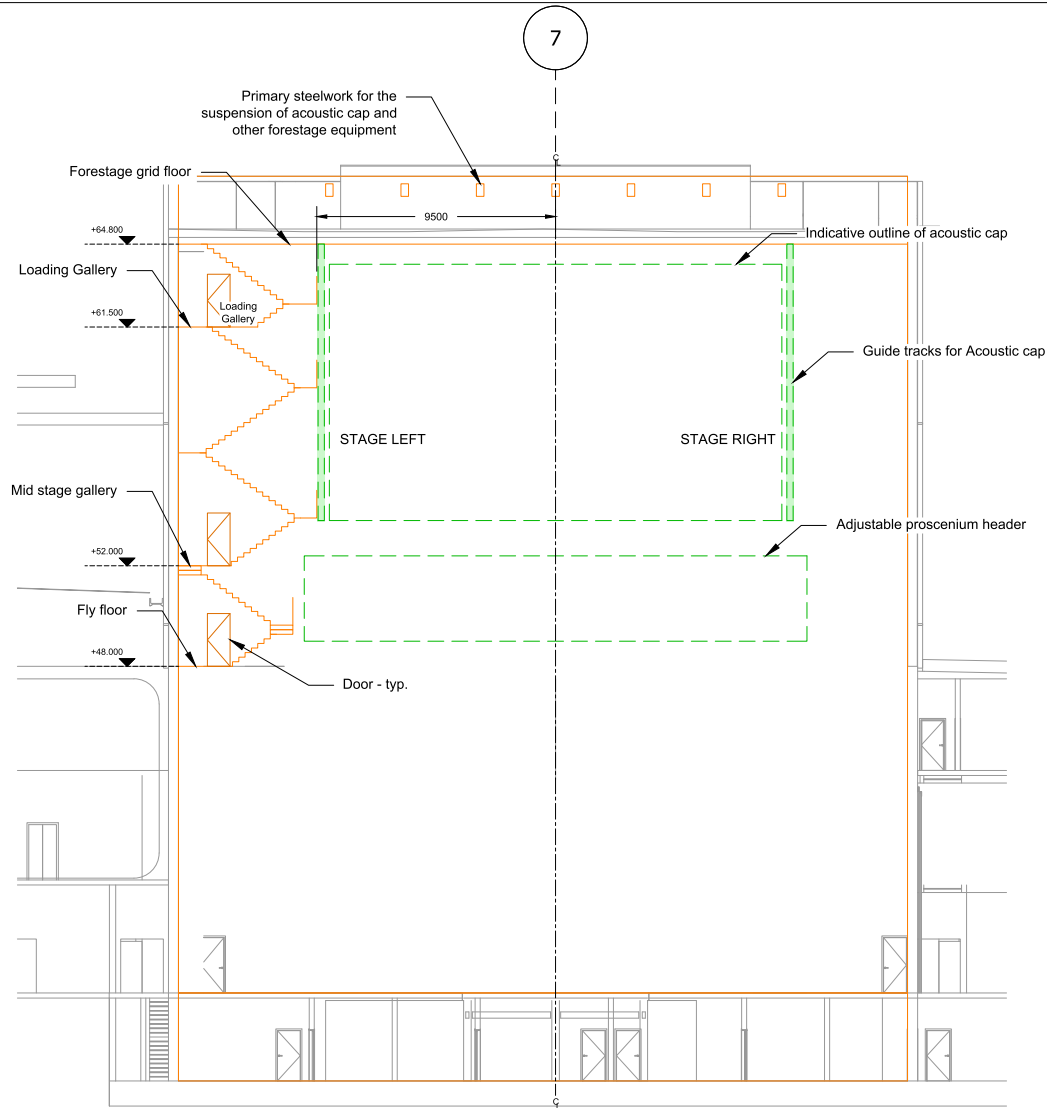 7
Primary steelwork for the
suspension of acoustic cap and
other forestage equipment
℄
Forestage grid floor
9500
+64.800
Indicative outline of acoustic cap
Loading Gallery
Loading
Gallery
+61.500
Guide tracks for Acoustic cap
STAGE LEFT
STAGE RIGHT
Mid stage gallery
Adjustable proscenium header
+52.000
Fly floor
+48.000
Door - typ.
℄